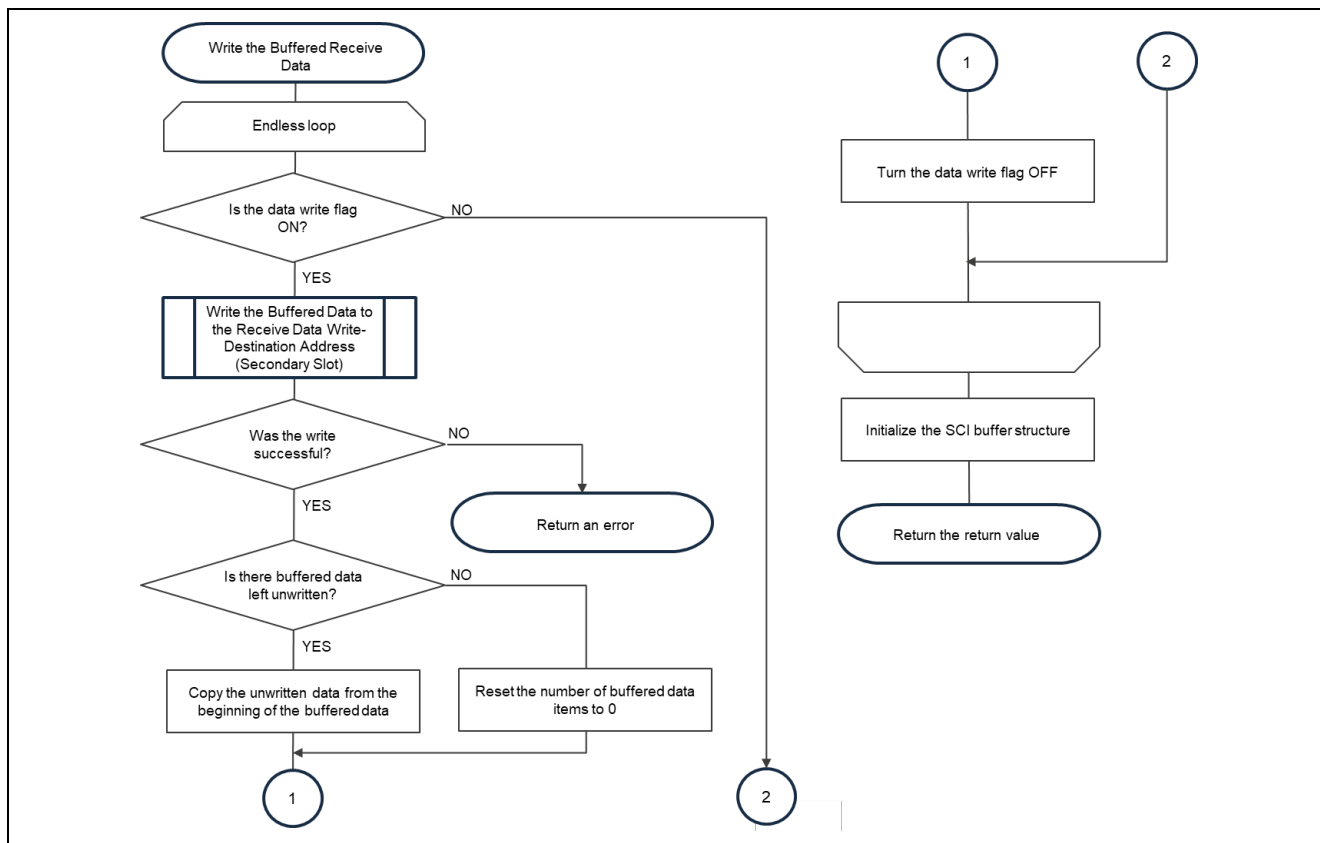 Write the Buffered Receive
Data
Endless loop
Is the data write flag
ON?
NO
YES
Write the Buffered Data to
the Receive Data Write-
Destination Address
(Secondary Slot)
Was the write
successful?
NO
YES
Return an error
Is there buffered data
left unwritten?
NO
YES
Copy the unwritten data from the
beginning of the buffered data
Reset the number of buffered data
items to 0
1
2
1
2
Turn the data write flag OFF
Initialize the SCI buffer structure
Return the return value